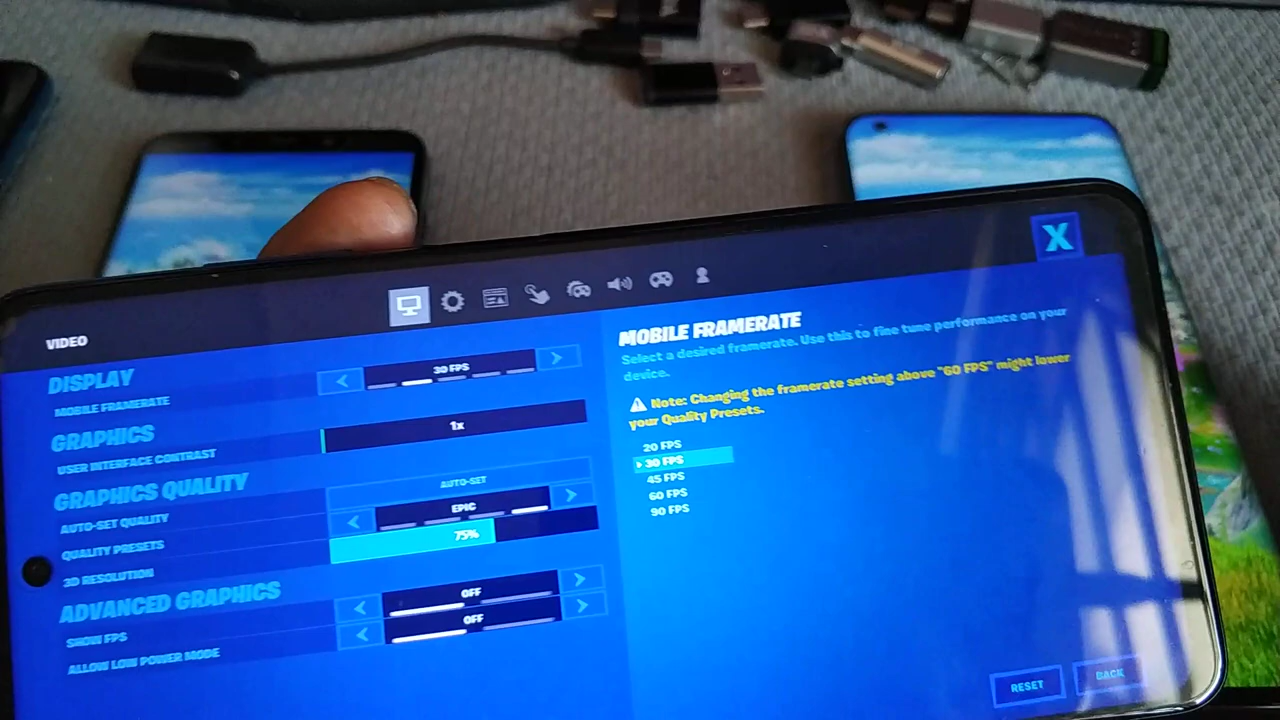 X
VIDEO
DISPLAY
MOBILE FRAMERATE
30 FPS
GRAPHICS
USER INTERFACE CONTRAST
1x
GRAPHICS QUALITY
AUTO-SET QUALITY
AUTO-SET
QUALITY PRESETS
EPIC
3D RESOLUTION
75%
ADVANCED GRAPHICS
SHOW FPS
OFF
ALLOW LOW POWER MODE
OFF
MOBILE FRAMERATE
Select a desired framerate. Use this to fine tune performance on your
device.
Note: Changing the framerate setting above "60 FPS" might lower
your Quality Presets.
20 FPS
30 FPS
45 FPS
60 FPS
90 FPS
RESET
BACK